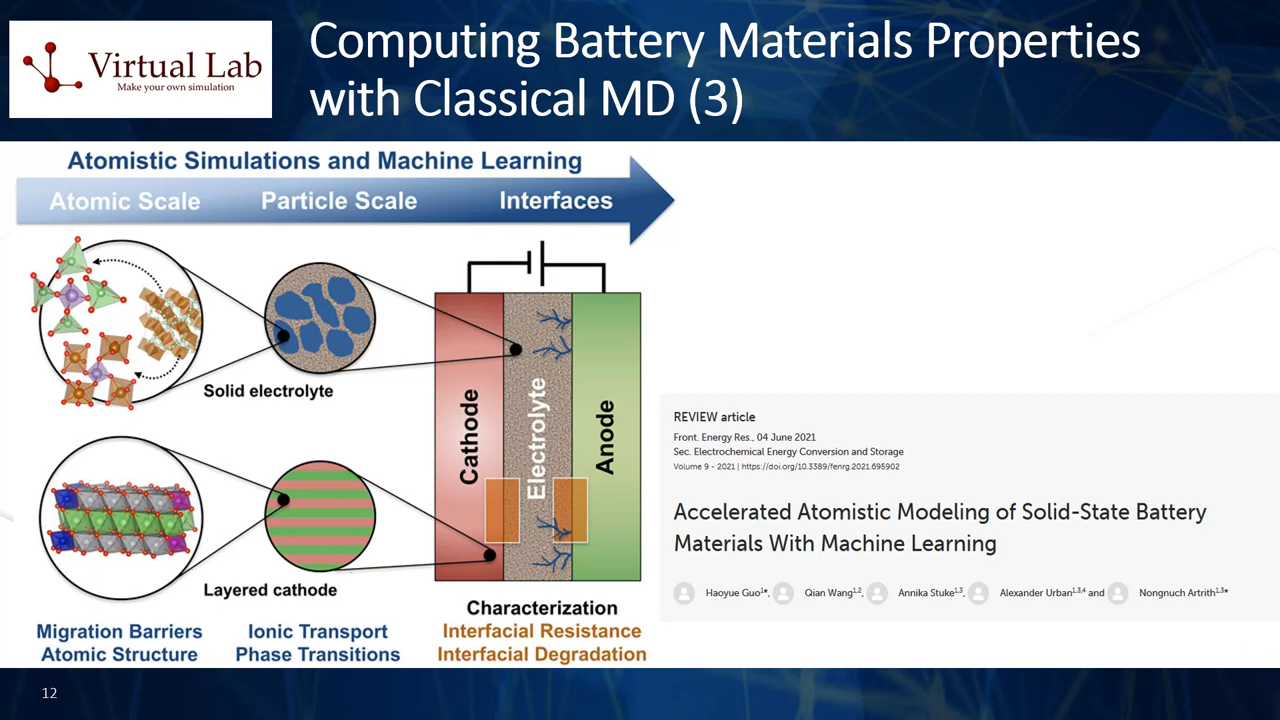 Virtual Lab
Make your own simulation
Computing Battery Materials Properties
with Classical MD (3)
Atomistic Simulations and Machine Learning
Atomic Scale
Particle Scale
Interfaces
Solid electrolyte
Layered cathode
Cathode
Electrolyte
Anode
Characterization
Migration Barriers
Atomic Structure
Ionic Transport
Phase Transitions
Interfacial Resistance
Interfacial Degradation
REVIEW article
Front. Energy Res., 04 June 2021
Sec. Electrochemical Energy Conversion and Storage
Volume 9 - 2021 | https://doi.org/10.3389/fenrg.2021.695902
Accelerated Atomistic Modeling of Solid-State Battery
Materials With Machine Learning
Haoyue Guo1*, Qian Wang1,2, Annika Stuke1,3, Alexander Urban1,3,4 and Nongnuch Artrith1,3*
12